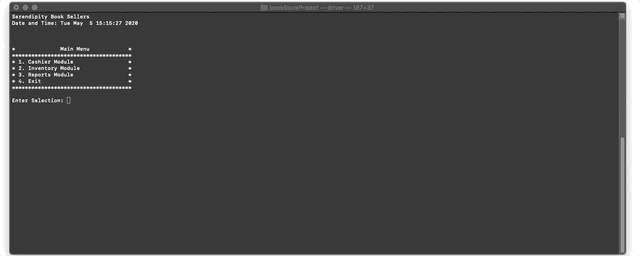 bookStoreProject — driver — 187×37
Serendipity Book Sellers
Date and Time: Tue May  5 15:15:27 2020
*             Main Menu            *
*************************************
* 1. Cashier Module                *
* 2. Inventory Module              *
* 3. Reports Module                *
* 4. Exit                          *
*************************************
Enter Selection: